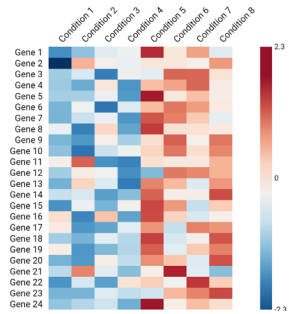 Condition 1
Condition 2
Condition 3
Condition 4
Condition 5
Condition 6
Condition 7
Condition 8
Gene 1
Gene 2
Gene 3
Gene 4
Gene 5
Gene 6
Gene 7
Gene 8
Gene 9
Gene 10
Gene 11
Gene 12
Gene 13
Gene 14
Gene 15
Gene 16
Gene 17
Gene 18
Gene 19
Gene 20
Gene 21
Gene 22
Gene 23
Gene 24
2.3
0
-2.3